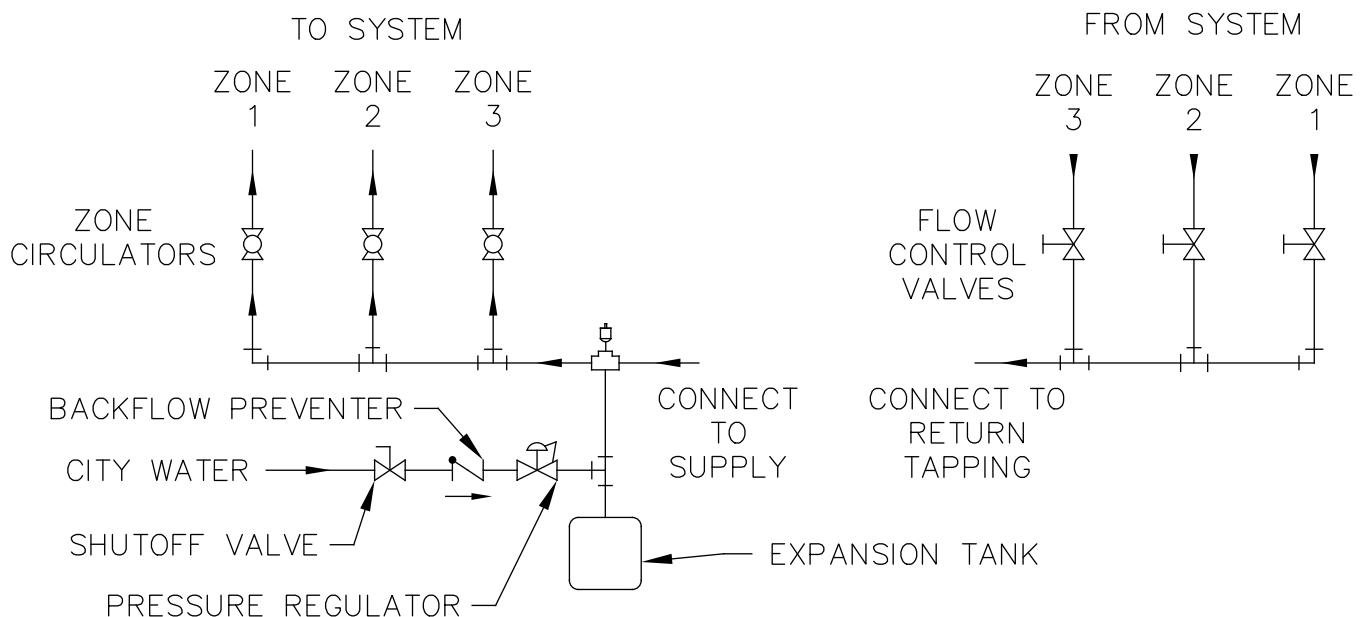 TO SYSTEM
FROM SYSTEM
ZONE
1
ZONE
2
ZONE
3
ZONE
3
ZONE
2
ZONE
1
ZONE
CIRCULATORS
FLOW
CONTROL
VALVES
BACKFLOW PREVENTER
CONNECT
TO
SUPPLY
CONNECT TO
RETURN
TAPPING
CITY WATER
SHUTOFF VALVE
EXPANSION TANK
PRESSURE REGULATOR